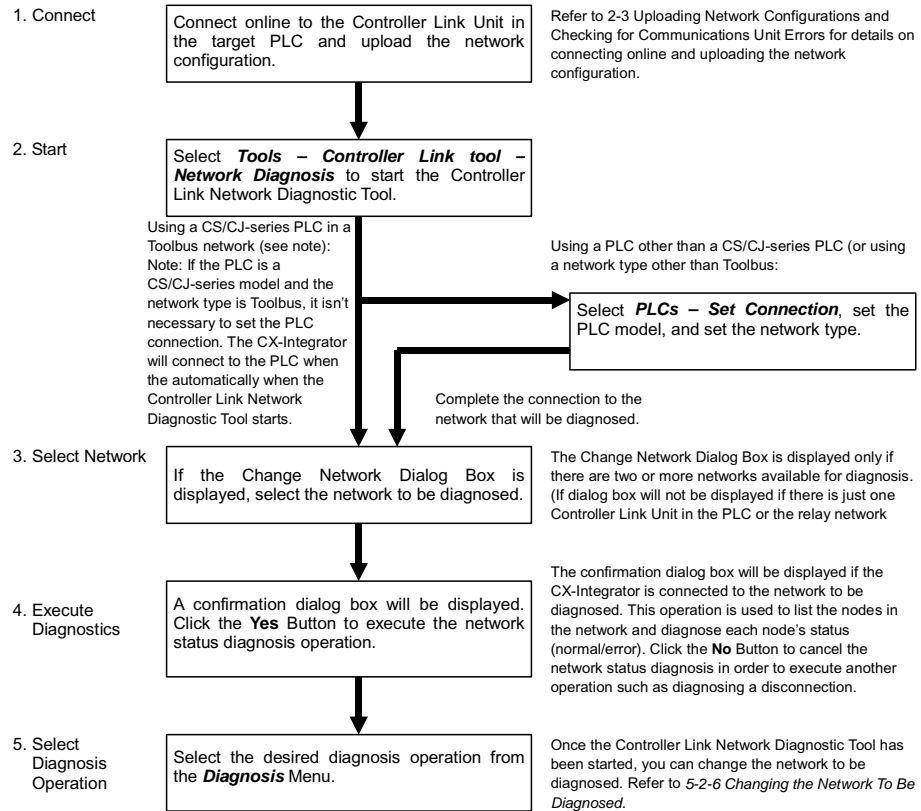 1. Connect
Connect online to the Controller Link Unit in
the target PLC and upload the network
configuration.
Refer to 2-3 Uploading Network Configurations and
Checking for Communications Unit Errors for details on
connecting online and uploading the network
configuration.
2. Start
Select Tools – Controller Link tool –
Network Diagnosis to start the Controller
Link Network Diagnostic Tool.
Using a CS/CJ-series PLC in a
Toolbus network (see note):
Note: If the PLC is a
CS/CJ-series model and the
network type is Toolbus, it isn't
necessary to set the PLC
connection. The CX-Integrator
will connect to the PLC when
the automatically when the
Controller Link Network
Diagnostic Tool starts.
Using a PLC other than a CS/CJ-series PLC (or using
a network type other than Toolbus:
Select PLCs – Set Connection, set the
PLC model, and set the network type.
Complete the connection to the
network that will be diagnosed.
3. Select Network
If the Change Network Dialog Box is
displayed, select the network to be diagnosed.
The Change Network Dialog Box is displayed only if
there are two or more networks available for diagnosis.
(If dialog box will not be displayed if there is just one
Controller Link Unit in the PLC or the relay network
4. Execute
Diagnostics
A confirmation dialog box will be displayed.
Click the Yes Button to execute the network
status diagnosis operation.
The confirmation dialog box will be displayed if the
CX-Integrator is connected to the network to be
diagnosed. This operation is used to list the nodes in
the network and diagnose each node's status
(normal/error). Click the No Button to cancel the
network status diagnosis in order to execute another
operation such as diagnosing a disconnection.
5. Select
Diagnosis
Operation
Select the desired diagnosis operation from
the Diagnosis Menu.
Once the Controller Link Network Diagnostic Tool has
been started, you can change the network to be
diagnosed. Refer to 5-2-6 Changing the Network To Be
Diagnosed.